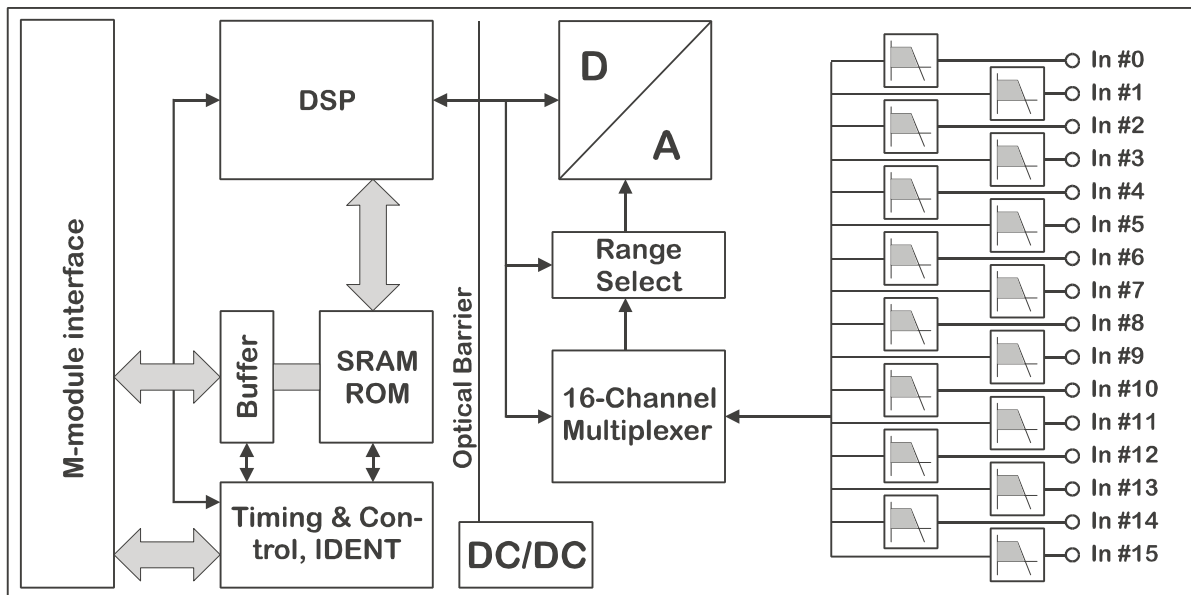 M-module interface
DSP
Buffer
SRAM
ROM
Timing & Con-
trol, IDENT
Optical Barrier
DC/DC
D
A
Range
Select
16-Channel
Multiplexer
In #0
In #1
In #2
In #3
In #4
In #5
In #6
In #7
In #8
In #9
In #10
In #11
In #12
In #13
In #14
In #15